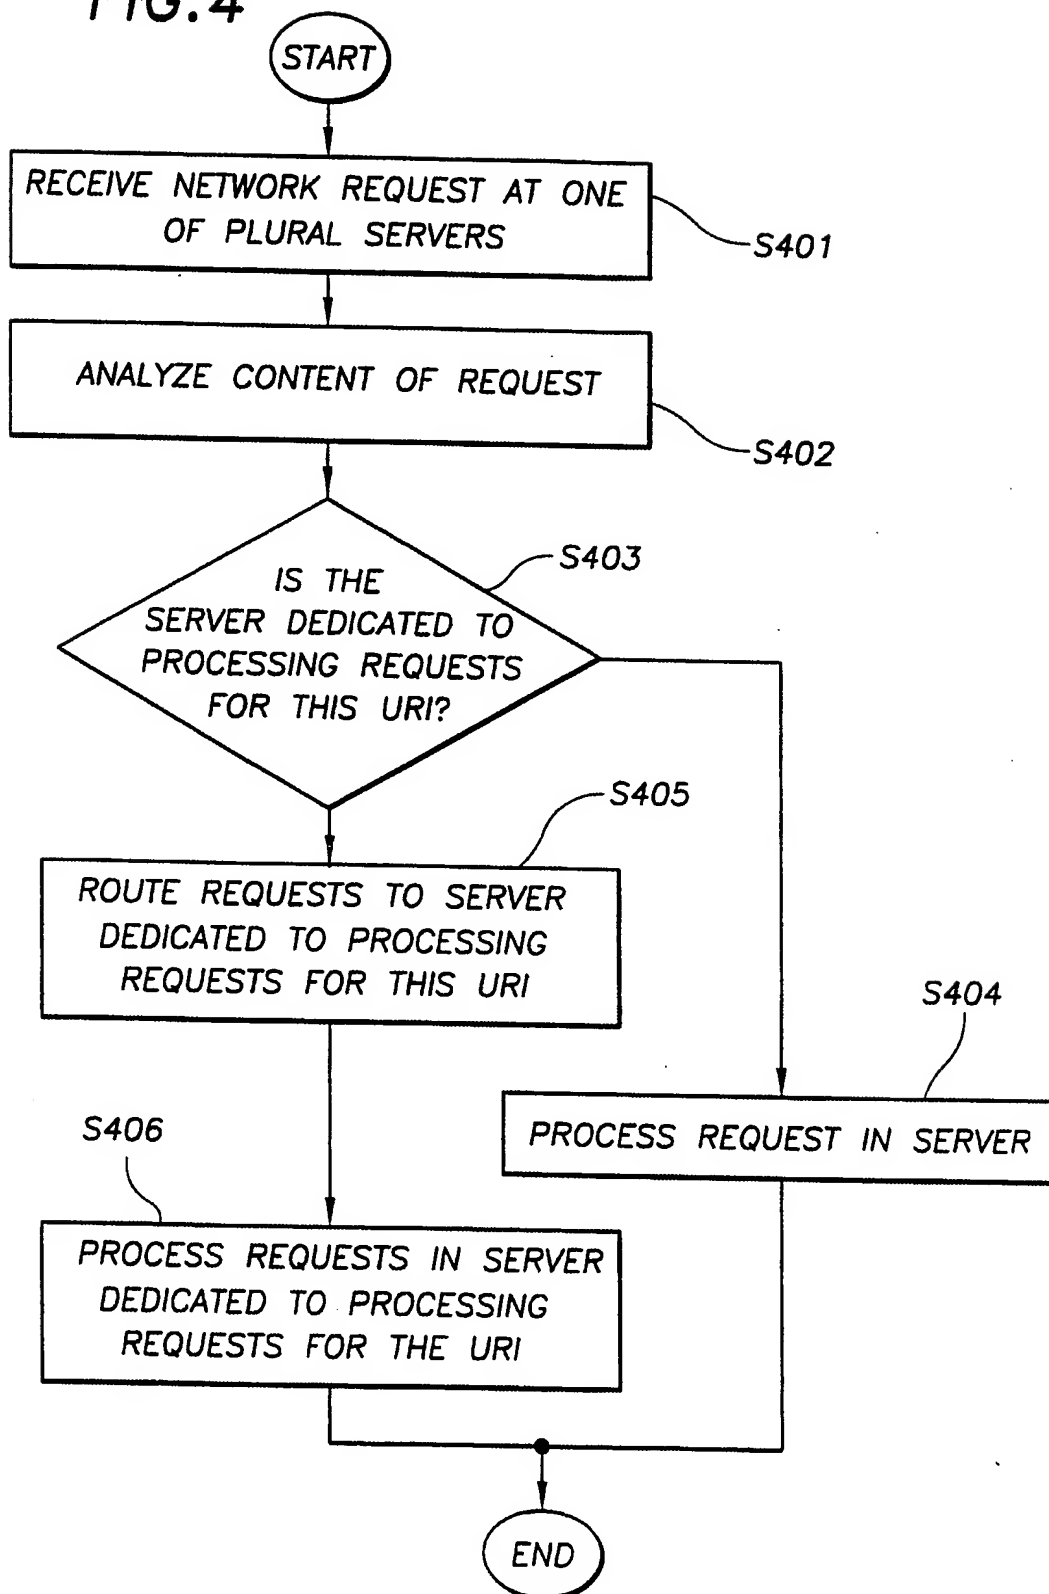 FIG.4
START
RECEIVE NETWORK REQUEST AT ONE
OF PLURAL SERVERS
S401
ANALYZE CONTENT OF REQUEST
S402
IS THE
SERVER DEDICATED TO
PROCESSING REQUESTS
FOR THIS URI?
S403
S405
ROUTE REQUESTS TO SERVER
DEDICATED TO PROCESSING
REQUESTS FOR THIS URI
S404
PROCESS REQUEST IN SERVER
S406
PROCESS REQUESTS IN SERVER
DEDICATED TO PROCESSING
REQUESTS FOR THE URI
END